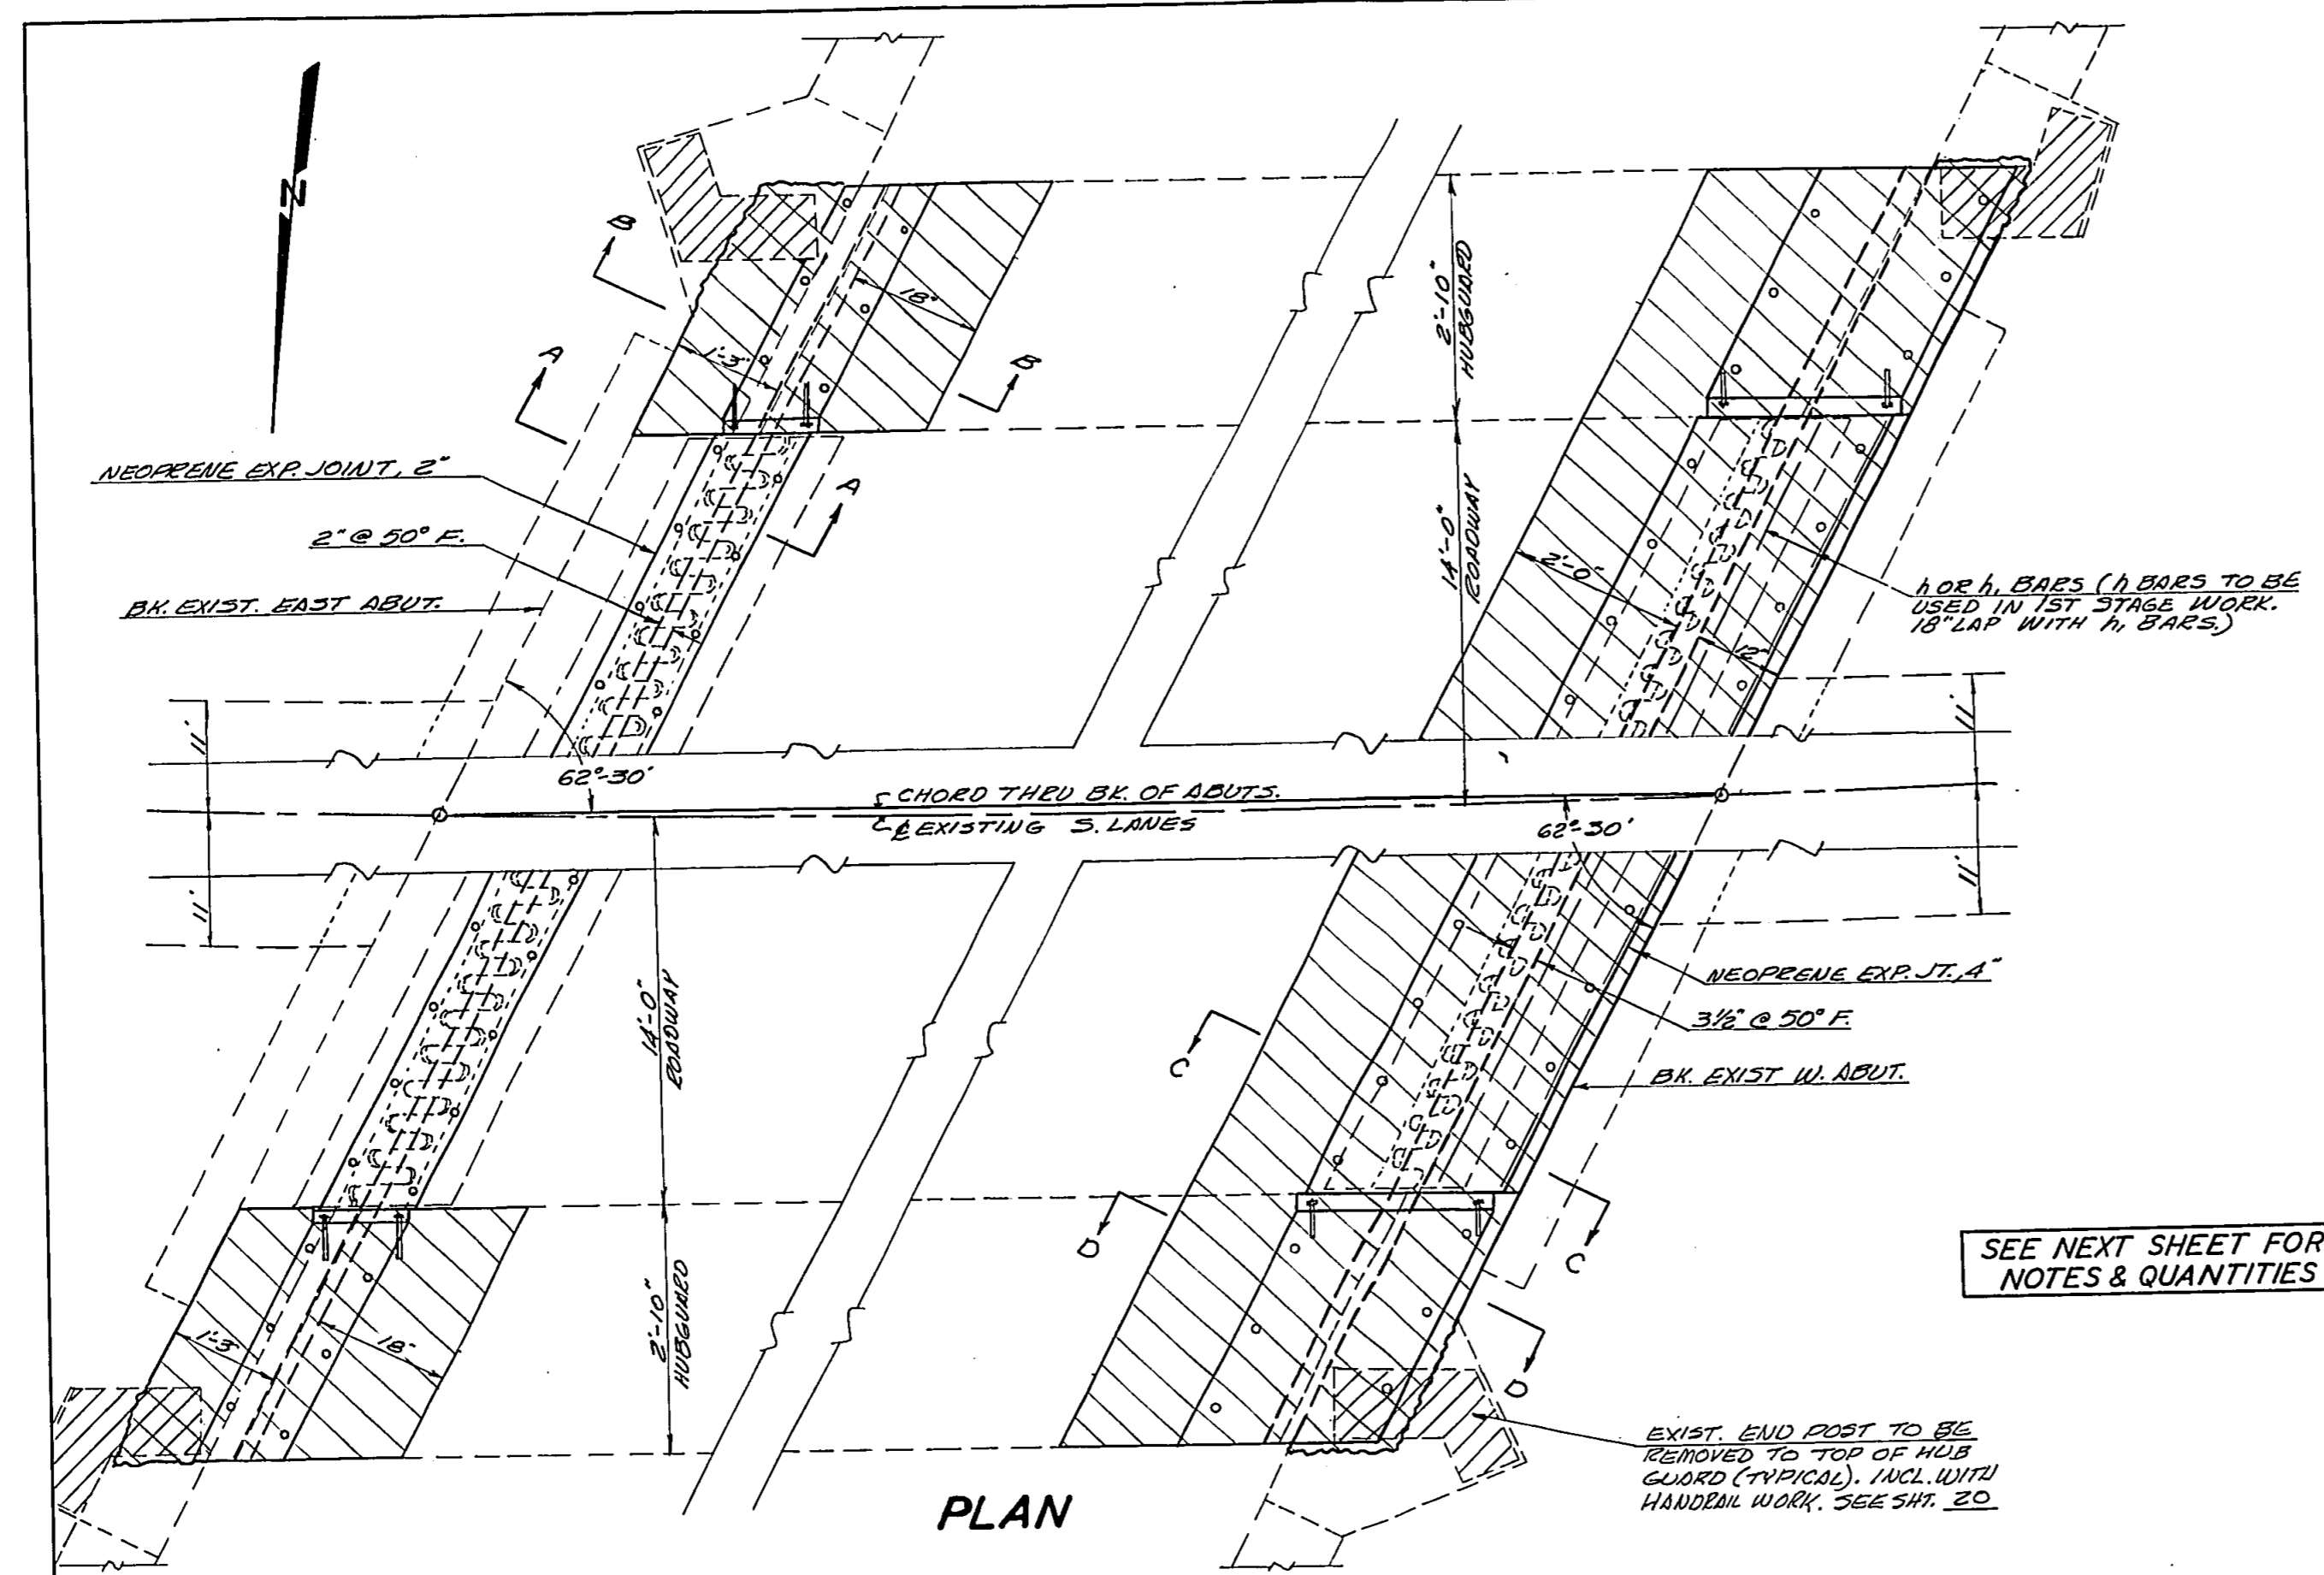 N
B
B
A
A
18"
1'-3"
2'-10"
HUBGUARD
14'-0"
ROADWAY
NEOPRENE EXP. JOINT, 2"
2" @ 50° F.
BK. EXIST. EAST ABUT.
2'-0"
12"
h OR h, BARS (h BARS TO BE
USED IN 1ST STAGE WORK.
18" LAP WITH h, BARS.)
11'
11'
62°-30'
CHORD THRU BK. OF ABUTS.
℄ EXISTING S. LANES
62°-30'
11'
11'
14'-0"
ROADWAY
NEOPRENE EXP. JT., 4"
3½" @ 50° F.
BK. EXIST W. ABUT.
C
C
D
D
2'-10"
HUBGUARD
1'-3"
18"
SEE NEXT SHEET FOR
NOTES & QUANTITIES
EXIST. END POST TO BE
REMOVED TO TOP OF HUB
GUARD (TYPICAL). INCL. WITH
HANDRAIL WORK. SEE SHT. 20
PLAN